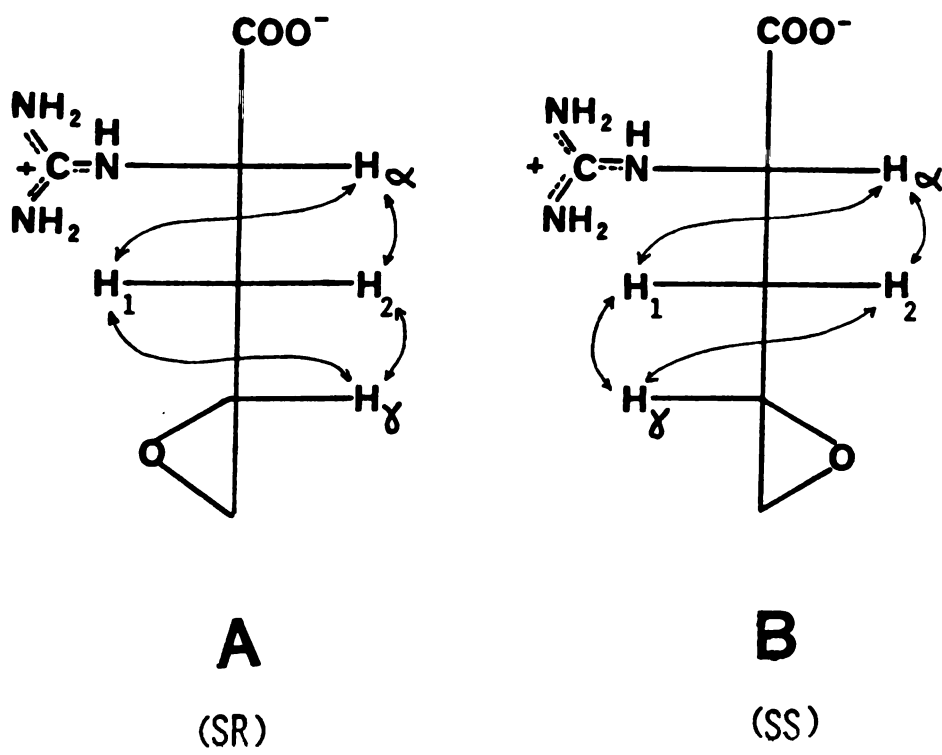 COO⁻ COO⁻
NH₂ H NH₂ H
+ C=N Hα + C=N Hα
NH₂ NH₂
H₁ H₂ H₁ H₂
Hγ Hγ
O O
A B
(SR) (SS)